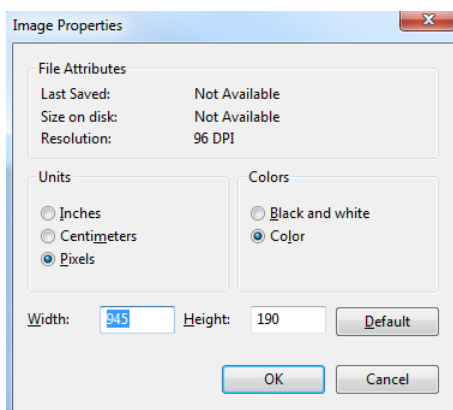 Image Properties
File Attributes
Last Saved: Not Available
Size on disk: Not Available
Resolution: 96 DPI
Units
Colors
Inches
Black and white
Centimeters
Color
Pixels
Width: 945 Height: 190 Default
OK Cancel